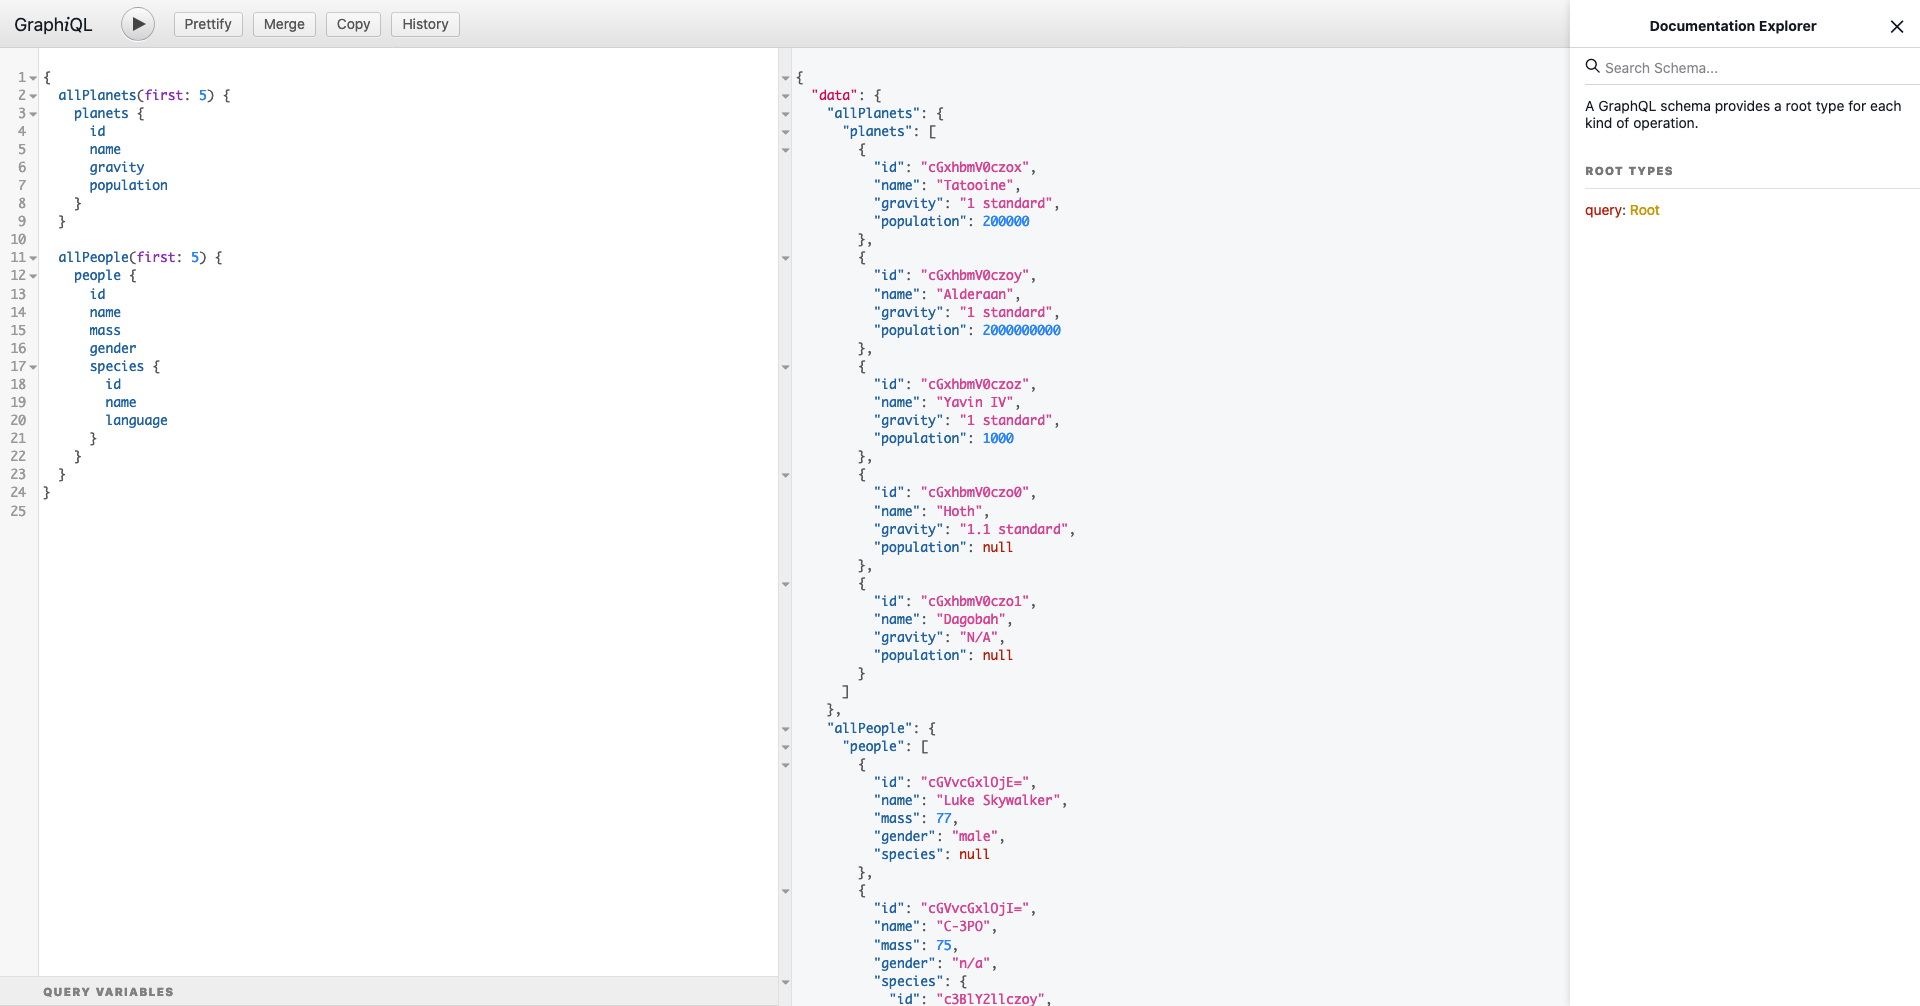 GraphiQL
Prettify
Merge
Copy
History
1 {
2 allPlanets(first: 5) {
3 planets {
4 id
5 name
6 gravity
7 population
8 }
9 }
10
11 allPeople(first: 5) {
12 people {
13 id
14 name
15 mass
16 gender
17 species {
18 id
19 name
20 language
21 }
22 }
23 }
24 }
25
QUERY VARIABLES
{
"data": {
"allPlanets": {
"planets": [
{
"id": "cGxhbmV0czox",
"name": "Tatooine",
"gravity": "1 standard",
"population": 200000
},
{
"id": "cGxhbmV0czoy",
"name": "Alderaan",
"gravity": "1 standard",
"population": 2000000000
},
{
"id": "cGxhbmV0czoz",
"name": "Yavin IV",
"gravity": "1 standard",
"population": 1000
},
{
"id": "cGxhbmV0czo0",
"name": "Hoth",
"gravity": "1.1 standard",
"population": null
},
{
"id": "cGxhbmV0czo1",
"name": "Dagobah",
"gravity": "N/A",
"population": null
}
]
},
"allPeople": {
"people": [
{
"id": "cGVvcGxlOjE=",
"name": "Luke Skywalker",
"mass": 77,
"gender": "male",
"species": null
},
{
"id": "cGVvcGxlOjI=",
"name": "C-3PO",
"mass": 75,
"gender": "n/a",
"species": {
"id": "c3BlY2llczoy",
Documentation Explorer
Search Schema...
A GraphQL schema provides a root type for each
kind of operation.
ROOT TYPES
query: Root